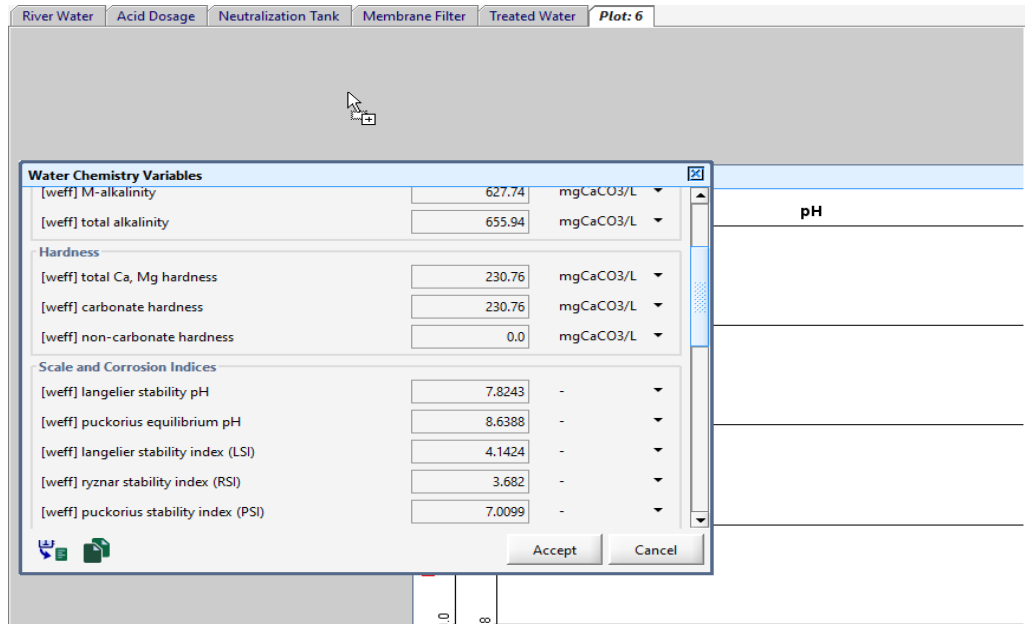 River Water Acid Dosage Neutralization Tank Membrane Filter Treated Water Plot: 6
Water Chemistry Variables
[weff] M-alkalinity 627.74 mgCaCO3/L
[weff] total alkalinity 655.94 mgCaCO3/L
Hardness
[weff] total Ca, Mg hardness 230.76 mgCaCO3/L
[weff] carbonate hardness 230.76 mgCaCO3/L
[weff] non-carbonate hardness 0.0 mgCaCO3/L
Scale and Corrosion Indices
[weff] langelier stability pH 7.8243 -
[weff] puckorius equilibrium pH 8.6388 -
[weff] langelier stability index (LSI) 4.1424 -
[weff] ryznar stability index (RSI) 3.682 -
[weff] puckorius stability index (PSI) 7.0099 -
Accept Cancel
pH
8